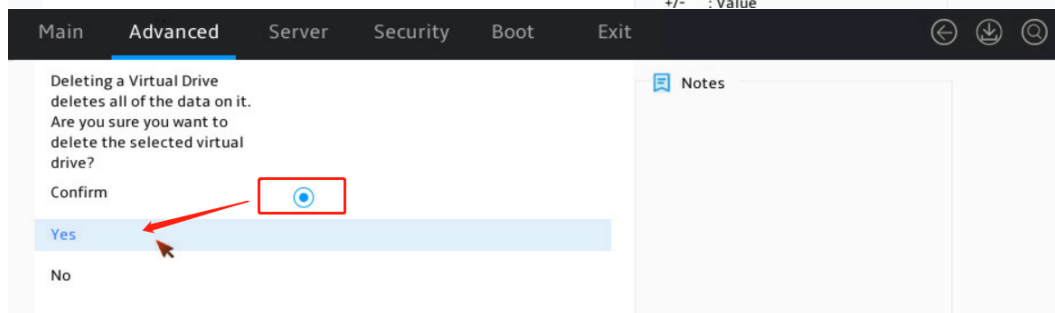 +/- : Value
Main Advanced Server Security Boot Exit
Deleting a Virtual Drive
deletes all of the data on it.
Are you sure you want to
delete the selected virtual
drive?
Confirm
Yes
No
Notes